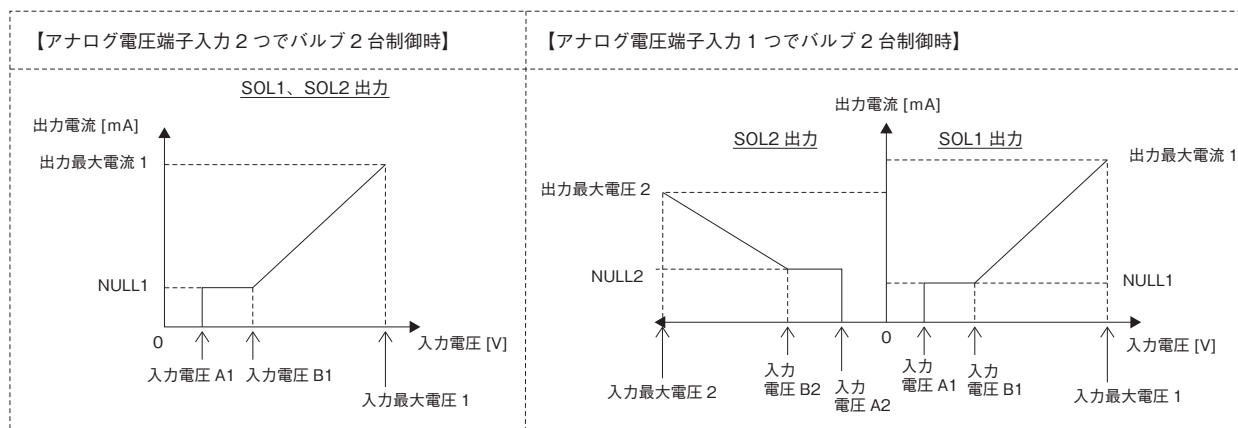 【アナログ電圧端子入力 2 つでバルブ 2 台制御時】
SOL1、SOL2 出力
出力電流 [mA]
出力最大電流 1
NULL1
0
入力電圧 [V]
入力電圧 A1
入力電圧 B1
入力最大電圧 1
【アナログ電圧端子入力 1 つでバルブ 2 台制御時】
出力電流 [mA]
SOL2 出力
SOL1 出力
出力最大電流 1
出力最大電圧 2
NULL2
NULL1
0
入力電圧 [V]
入力最大電圧 2
入力
電圧 B2
入力
電圧 A2
入力
電圧 A1
入力
電圧 B1
入力最大電圧 1